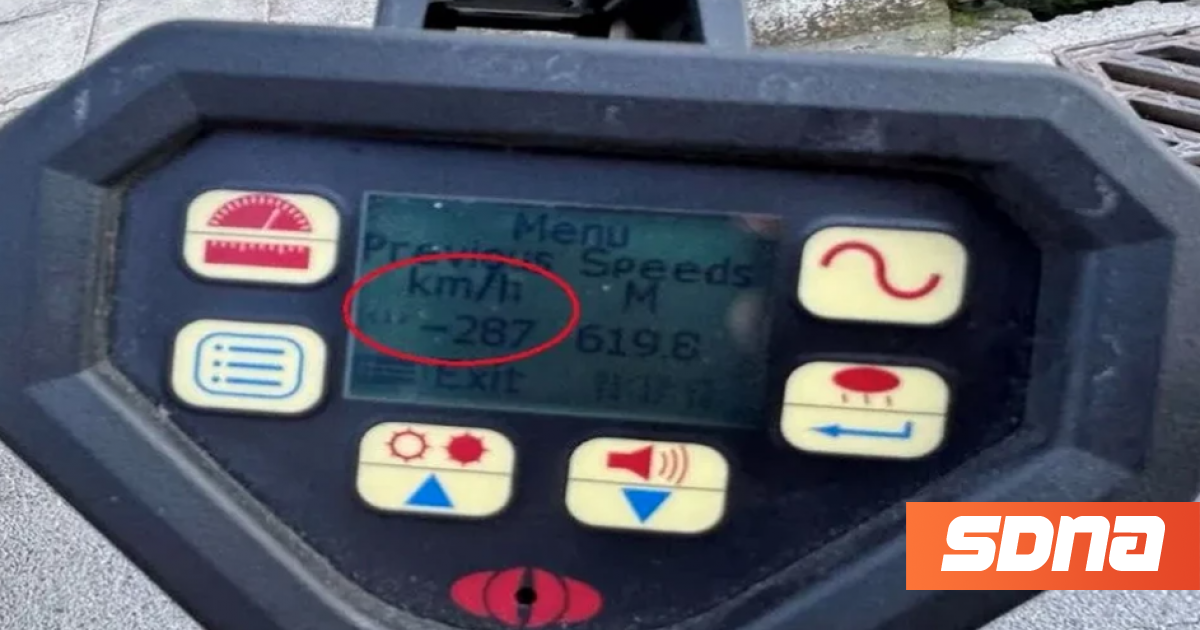 Menu
Previous Speeds
km/h M
-287 619.8
Exit
SDNA